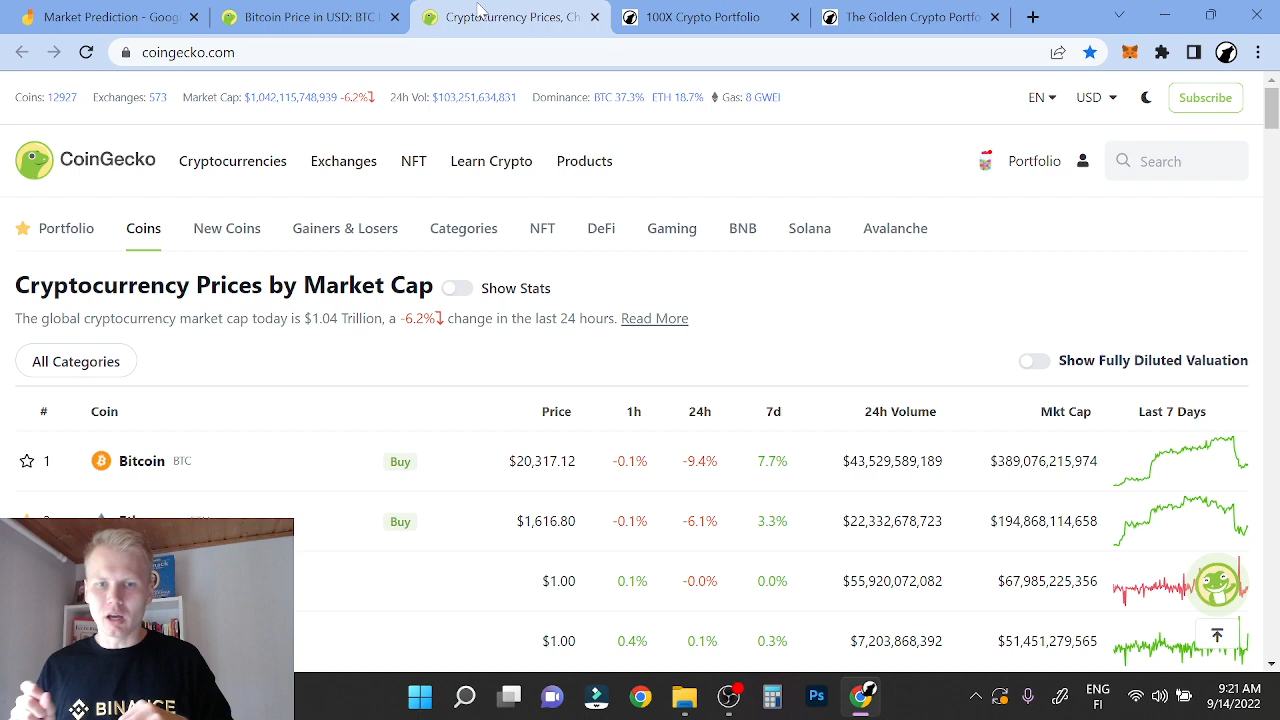 Market Prices - Goog
Bitcoin Price in USD: BTC
Cryptocurrency Prices, Ch
100X Crypto Portfolio
The Golden Crypto Portfo
coingecko.com
Coins: 12927 Exchanges: 573 Market Cap: $1,042,115,748,939 -6.2% 24h Vol: $103,251,634,831 Dominance: BTC 37.3% ETH 18.7% Gas: 8 GWEI
EN USD Subscribe
CoinGecko Cryptocurrencies Exchanges NFT Learn Crypto Products Portfolio Search
Portfolio Coins New Coins Gainers & Losers Categories NFT DeFi Gaming BNB Solana Avalanche
Cryptocurrency Prices by Market Cap Show Stats
The global cryptocurrency market cap today is $1.04 Trillion, a -6.2% change in the last 24 hours. Read More
All Categories Show Fully Diluted Valuation
# Coin Price 1h 24h 7d 24h Volume Mkt Cap Last 7 Days
1 Bitcoin BTC Buy $20,317.12 -0.1% -9.4% 7.7% $43,529,589,189 $389,076,215,974
Buy $1,616.80 -0.1% -6.1% 3.3% $22,332,678,723 $194,868,114,658
$1.00 0.1% -0.0% 0.0% $55,920,072,082 $67,985,225,356
$1.00 0.4% 0.1% 0.3% $7,203,868,392 $51,451,279,565
BINANCE
Ps
ENG
FI
9:21 AM
9/14/2022